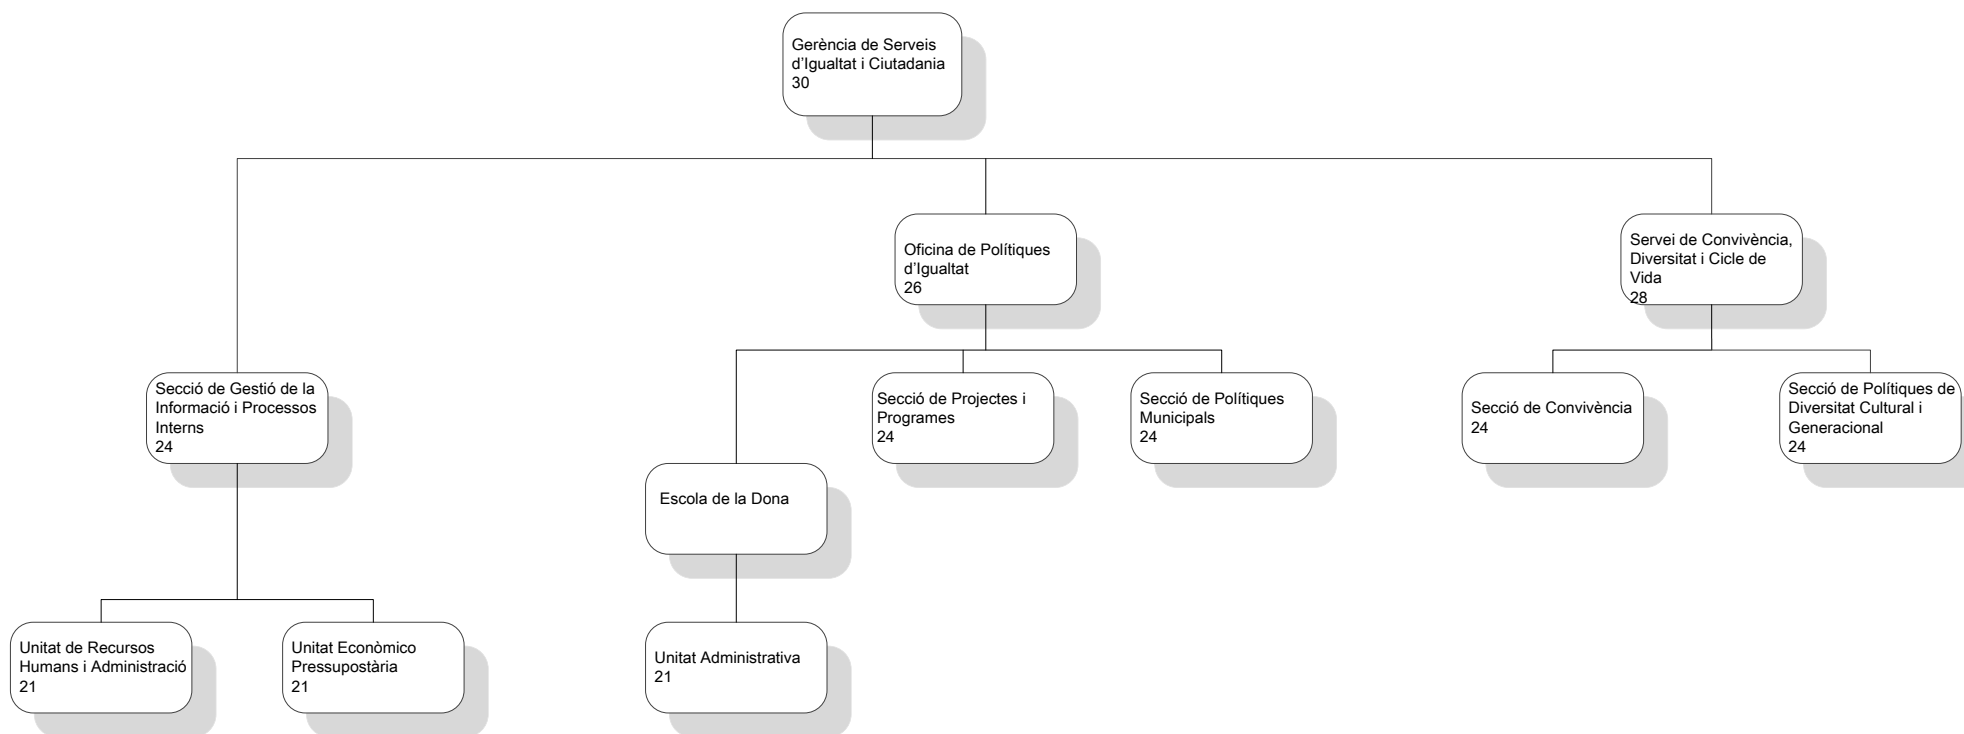 Gerència de Serveis
d’Igualtat i Ciutadania
30
Oficina de Polítiques
d’Igualtat
26
Servei de Convivència,
Diversitat i Cicle de
Vida
28
Secció de Gestió de la
Informació i Processos
Interns
24
Secció de Projectes i
Programes
24
Secció de Polítiques
Municipals
24
Secció de Convivència
24
Secció de Polítiques de
Diversitat Cultural i
Generacional
24
Escola de la Dona
Unitat de Recursos
Humans i Administració
21
Unitat Econòmico
Pressupostària
21
Unitat Administrativa
21